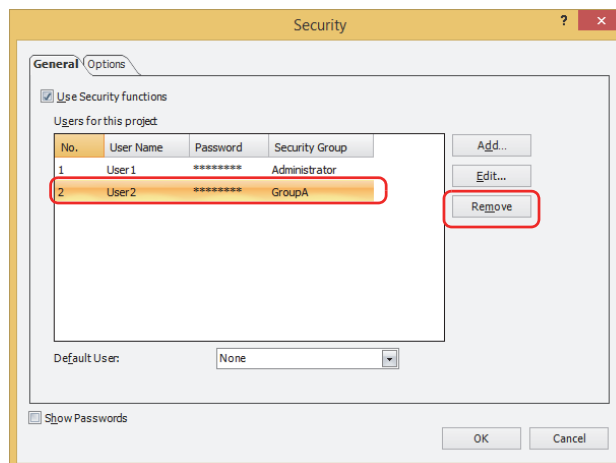 Security
? ×
General Options
Use Security functions
Users for this project
No. User Name Password Security Group
1 User1 ******** Administrator
2 User2 ******** GroupA
Add...
Edit...
Remove
Default User: None
Show Passwords
OK Cancel